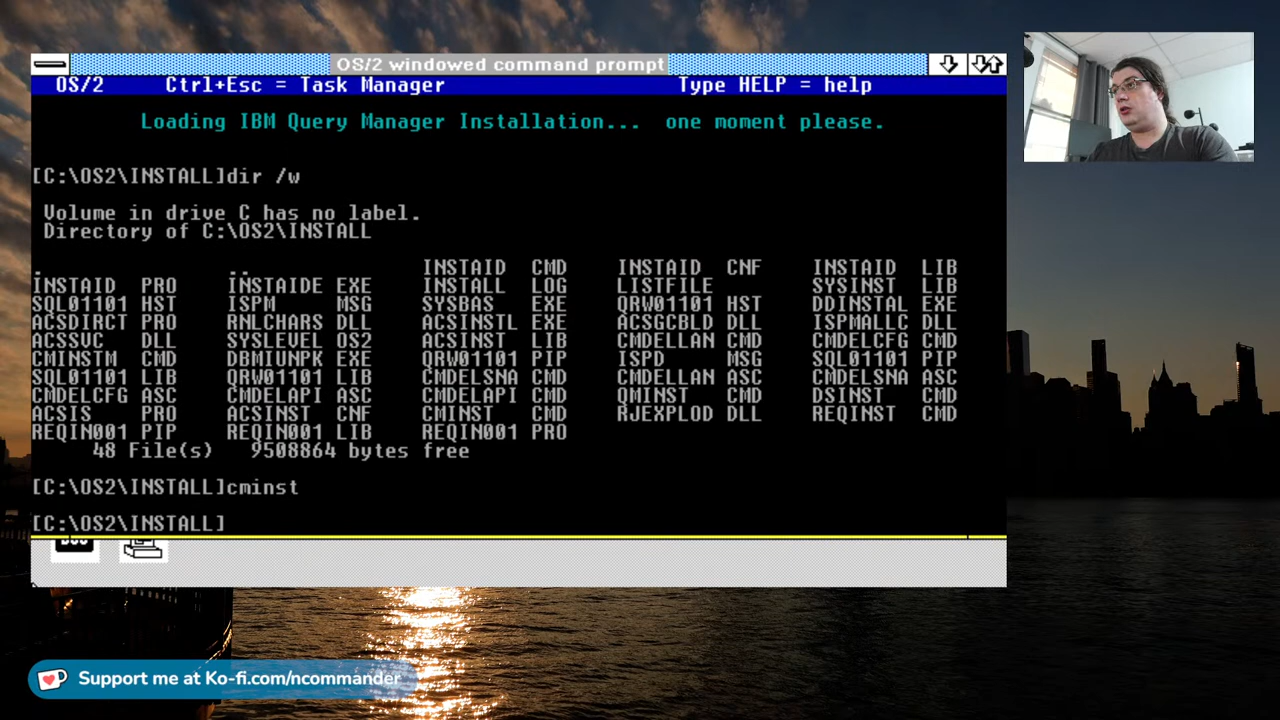 OS/2 windowed command prompt
OS/2 Ctrl+Esc = Task Manager Type HELP = help
Loading IBM Query Manager Installation... one moment please.
[C:\OS2\INSTALL]dir /w
Volume in drive C has no label.
Directory of C:\OS2\INSTALL
. .. INSTAID CMD INSTAID CNF INSTAID LIB
INSTAID PRO INSTAIDE EXE INSTALL LOG LISTFILE SYSINST LIB
SQL01101 HST ISPM MSG SYSBAS EXE QRW01101 HST DDINSTAL EXE
ACSDIRCT PRO RNLCHARS DLL ACSINSTL EXE ACSGCBLD DLL ISPMALLC DLL
ACSSVC DLL SYSLEVEL OS2 ACSINST LIB CMDELLAN CMD CMDELCFG CMD
CMINSTM CMD DBMIUNPK EXE QRW01101 PIP ISPD MSG SQL01101 PIP
SQL01101 LIB QRW01101 LIB CMDELSNA CMD CMDELLAN ASC CMDELSNA ASC
CMDELCFG ASC CMDELAPI ASC CMDELAPI CMD QMINST CMD DSINST CMD
ACSIS PRO ACSINST CNF CMINST CMD RJEXPLOD DLL REQINST CMD
REQIN001 PIP REQIN001 LIB REQIN001 PRO
48 File(s) 9508864 bytes free
[C:\OS2\INSTALL]cminst
[C:\OS2\INSTALL]
Support me at Ko-fi.com/ncommander